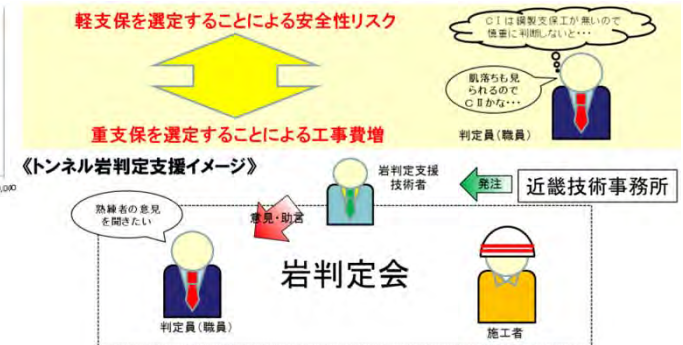 軽支保を選定することによる安全性リスク
CⅠは鋼製支保工が無いので
慎重に判断しないと・・・
肌落ちも見
られるので
CⅡかな・・・
重支保を選定することによる工事費増
判定員(職員)
《トンネル岩判定支援イメージ》
岩判定支援
技術者
発注
近畿技術事務所
熟練者の意見
を聞きたい
意見・助言
岩判定会
判定員(職員)
施工者